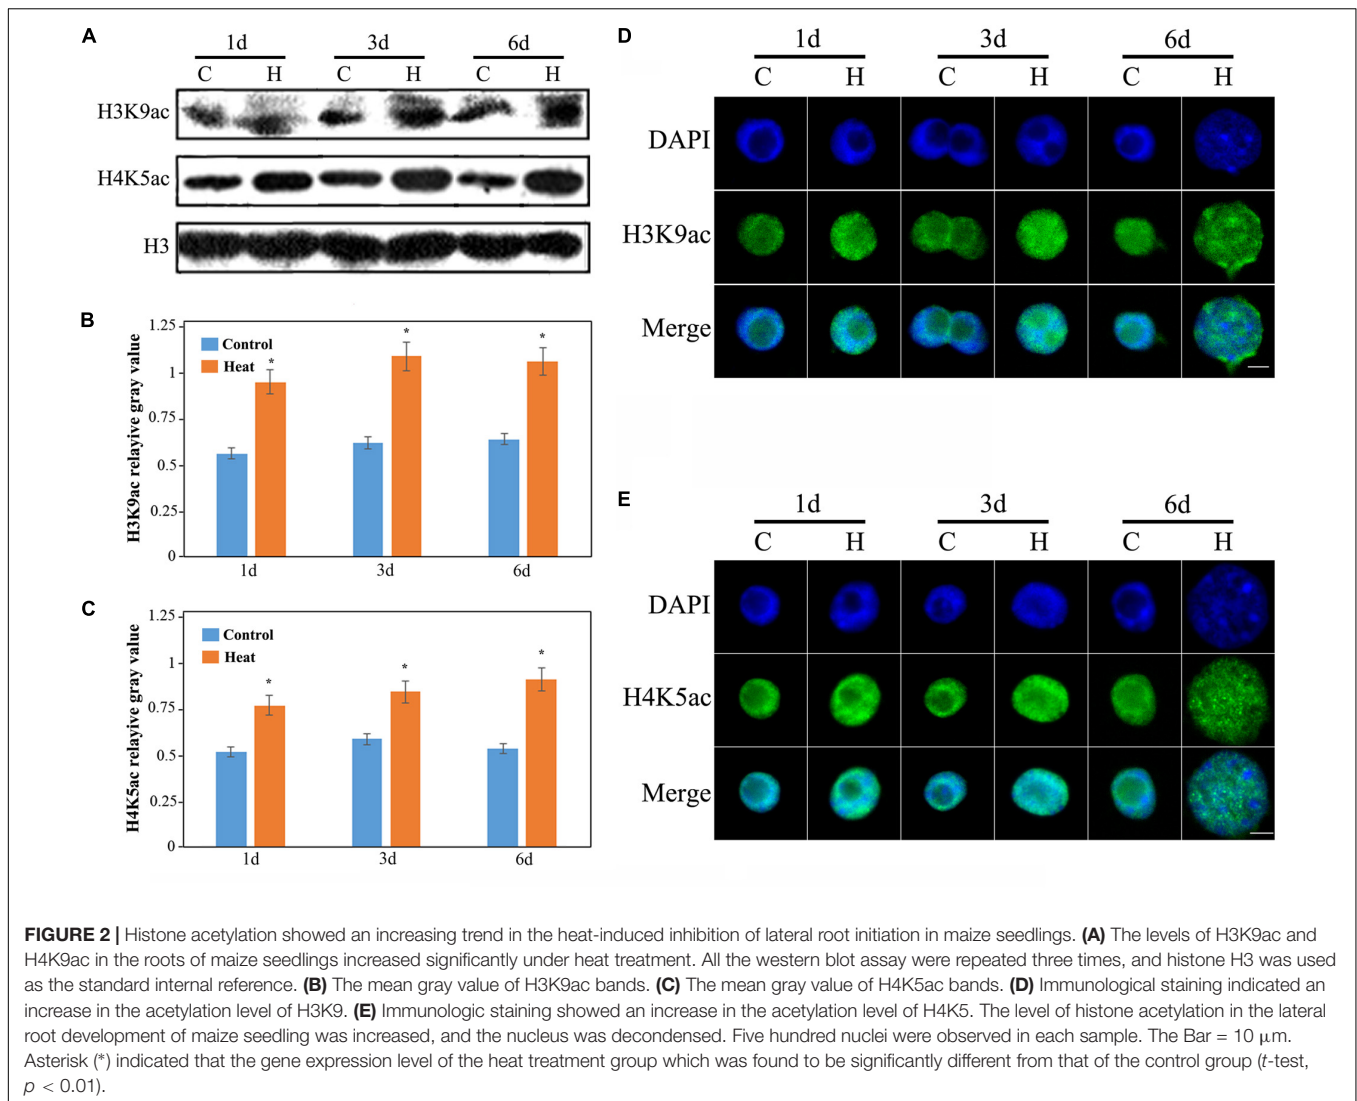 A
1d 3d 6d
C H C H C H
H3K9ac
H4K5ac
H3
B
H3K9ac relayive gray value
1.25
1
0.75
0.5
0.25
0
Control
Heat
*
*
*
1d 3d 6d
C
H4K5ac relayive gray value
1.25
1
0.75
0.5
0.25
0
Control
Heat
*
*
*
1d 3d 6d
D
1d 3d 6d
C H C H C H
DAPI
H3K9ac
Merge
E
1d 3d 6d
C H C H C H
DAPI
H4K5ac
Merge
FIGURE 2 | Histone acetylation showed an increasing trend in the heat-induced inhibition of lateral root initiation in maize seedlings. (A) The levels of H3K9ac and
H4K9ac in the roots of maize seedlings increased significantly under heat treatment. All the western blot assay were repeated three times, and histone H3 was used
as the standard internal reference. (B) The mean gray value of H3K9ac bands. (C) The mean gray value of H4K5ac bands. (D) Immunological staining indicated an
increase in the acetylation level of H3K9. (E) Immunologic staining showed an increase in the acetylation level of H4K5. The level of histone acetylation in the lateral
root development of maize seedling was increased, and the nucleus was decondensed. Five hundred nuclei were observed in each sample. The Bar = 10 μm.
Asterisk (*) indicated that the gene expression level of the heat treatment group which was found to be significantly different from that of the control group (t-test,
p < 0.01).